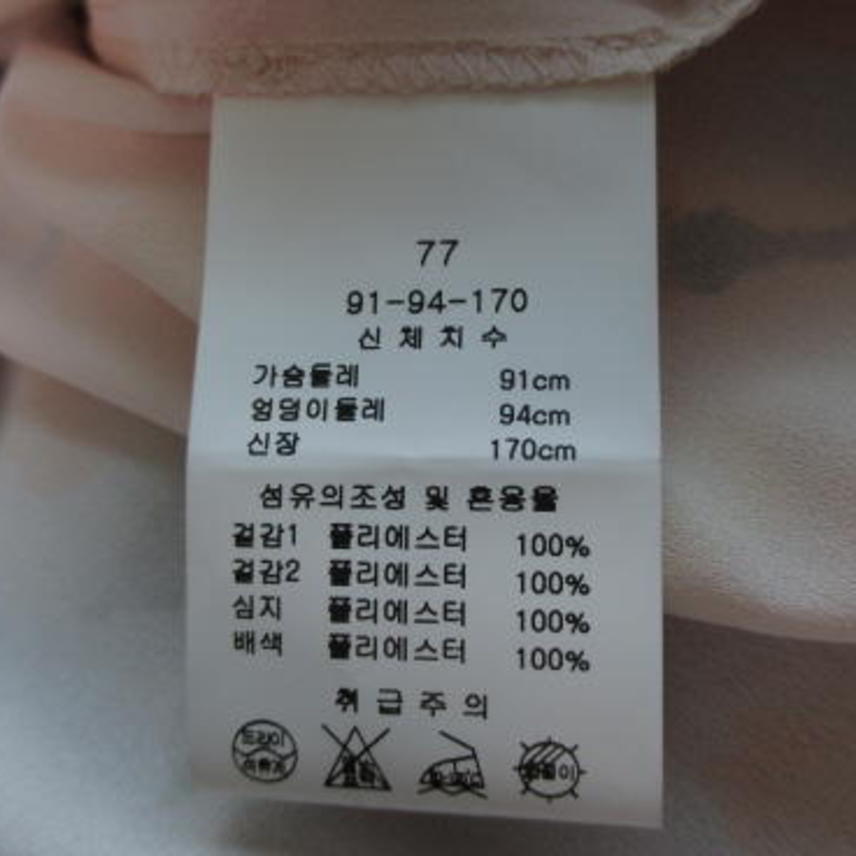 77
91-94-170
신체치수
가슴둘레 91cm
엉덩이둘레 94cm
신장 170cm
섬유의조성 및 혼용율
겉감1 폴리에스터 100%
겉감2 폴리에스터 100%
심지 폴리에스터 100%
배색 폴리에스터 100%
취급주의
드라이
석유계